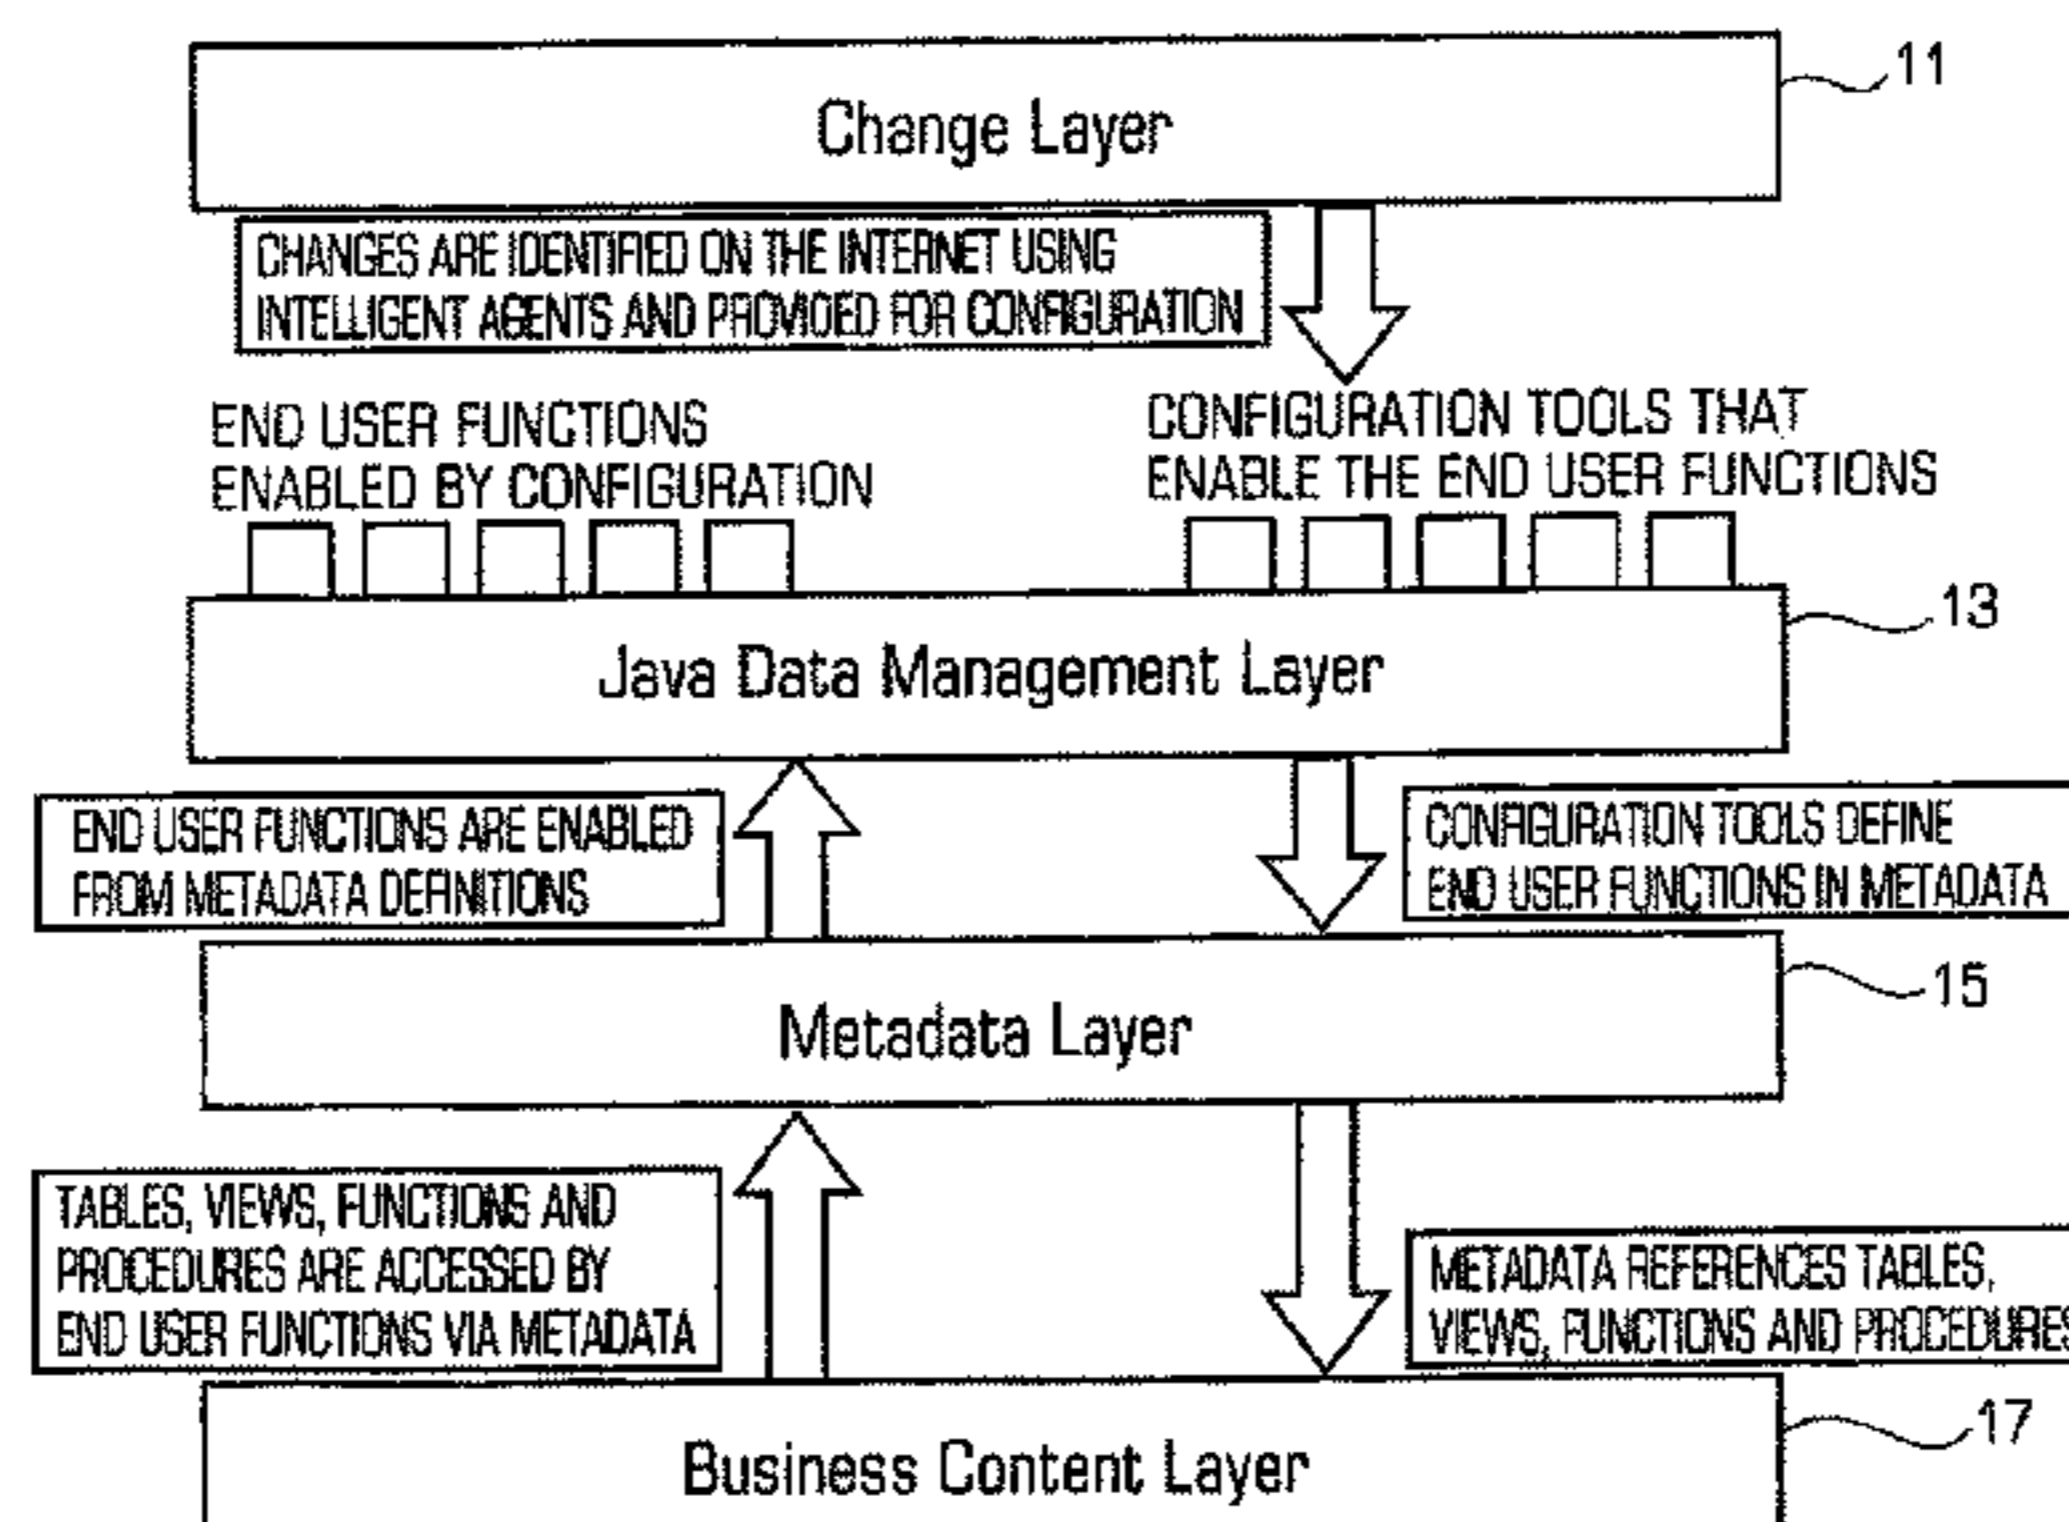 11
Change Layer
CHANGES ARE IDENTIFIED ON THE INTERNET USING
INTELLIGENT AGENTS AND PROVIDED FOR CONFIGURATION
END USER FUNCTIONS
ENABLED BY CONFIGURATION
CONFIGURATION TOOLS THAT
ENABLE THE END USER FUNCTIONS
13
Java Data Management Layer
END USER FUNCTIONS ARE ENABLED
FROM METADATA DEFINITIONS
CONFIGURATION TOOLS DEFINE
END USER FUNCTIONS IN METADATA
15
Metadata Layer
TABLES, VIEWS, FUNCTIONS AND
PROCEDURES ARE ACCESSED BY
END USER FUNCTIONS VIA METADATA
METADATA REFERENCES TABLES,
VIEWS, FUNCTIONS AND PROCEDURES
17
Business Content Layer